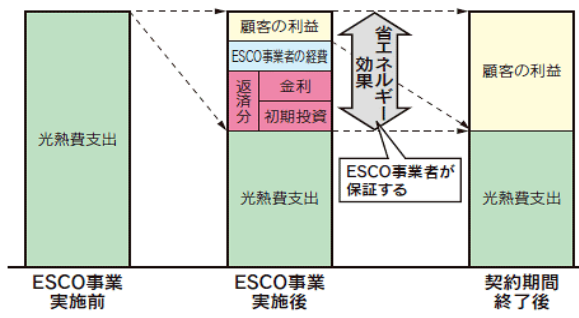 光熱費支出
ESCO事業
実施前
顧客の利益
ESCO事業者の経費
返済分
金利
初期投資
光熱費支出
ESCO事業
実施後
省エネルギー
効果
ESCO事業者が
保証する
顧客の利益
光熱費支出
契約期間
終了後